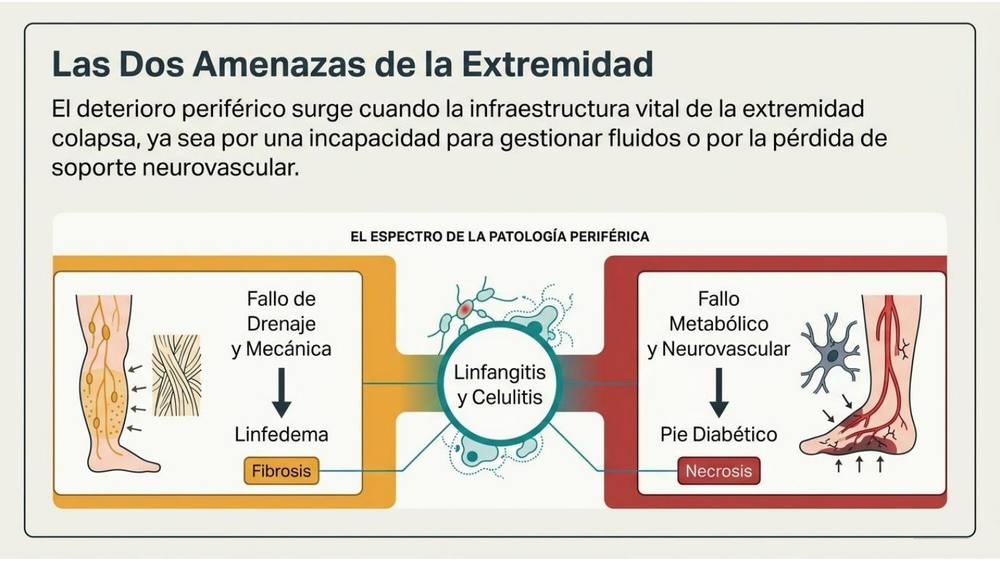 Las Dos Amenazas de la Extremidad
El deterioro periférico surge cuando la infraestructura vital de la extremidad
colapsa, ya sea por una incapacidad para gestionar fluidos o por la pérdida de
soporte neurovascular.
EL ESPECTRO DE LA PATOLOGÍA PERIFÉRICA
Fallo de
Drenaje
y Mecánica
Linfedema
Fibrosis
Linfangitis
y Celulitis
Fallo
Metabólico
y Neurovascular
Pie Diabético
Necrosis